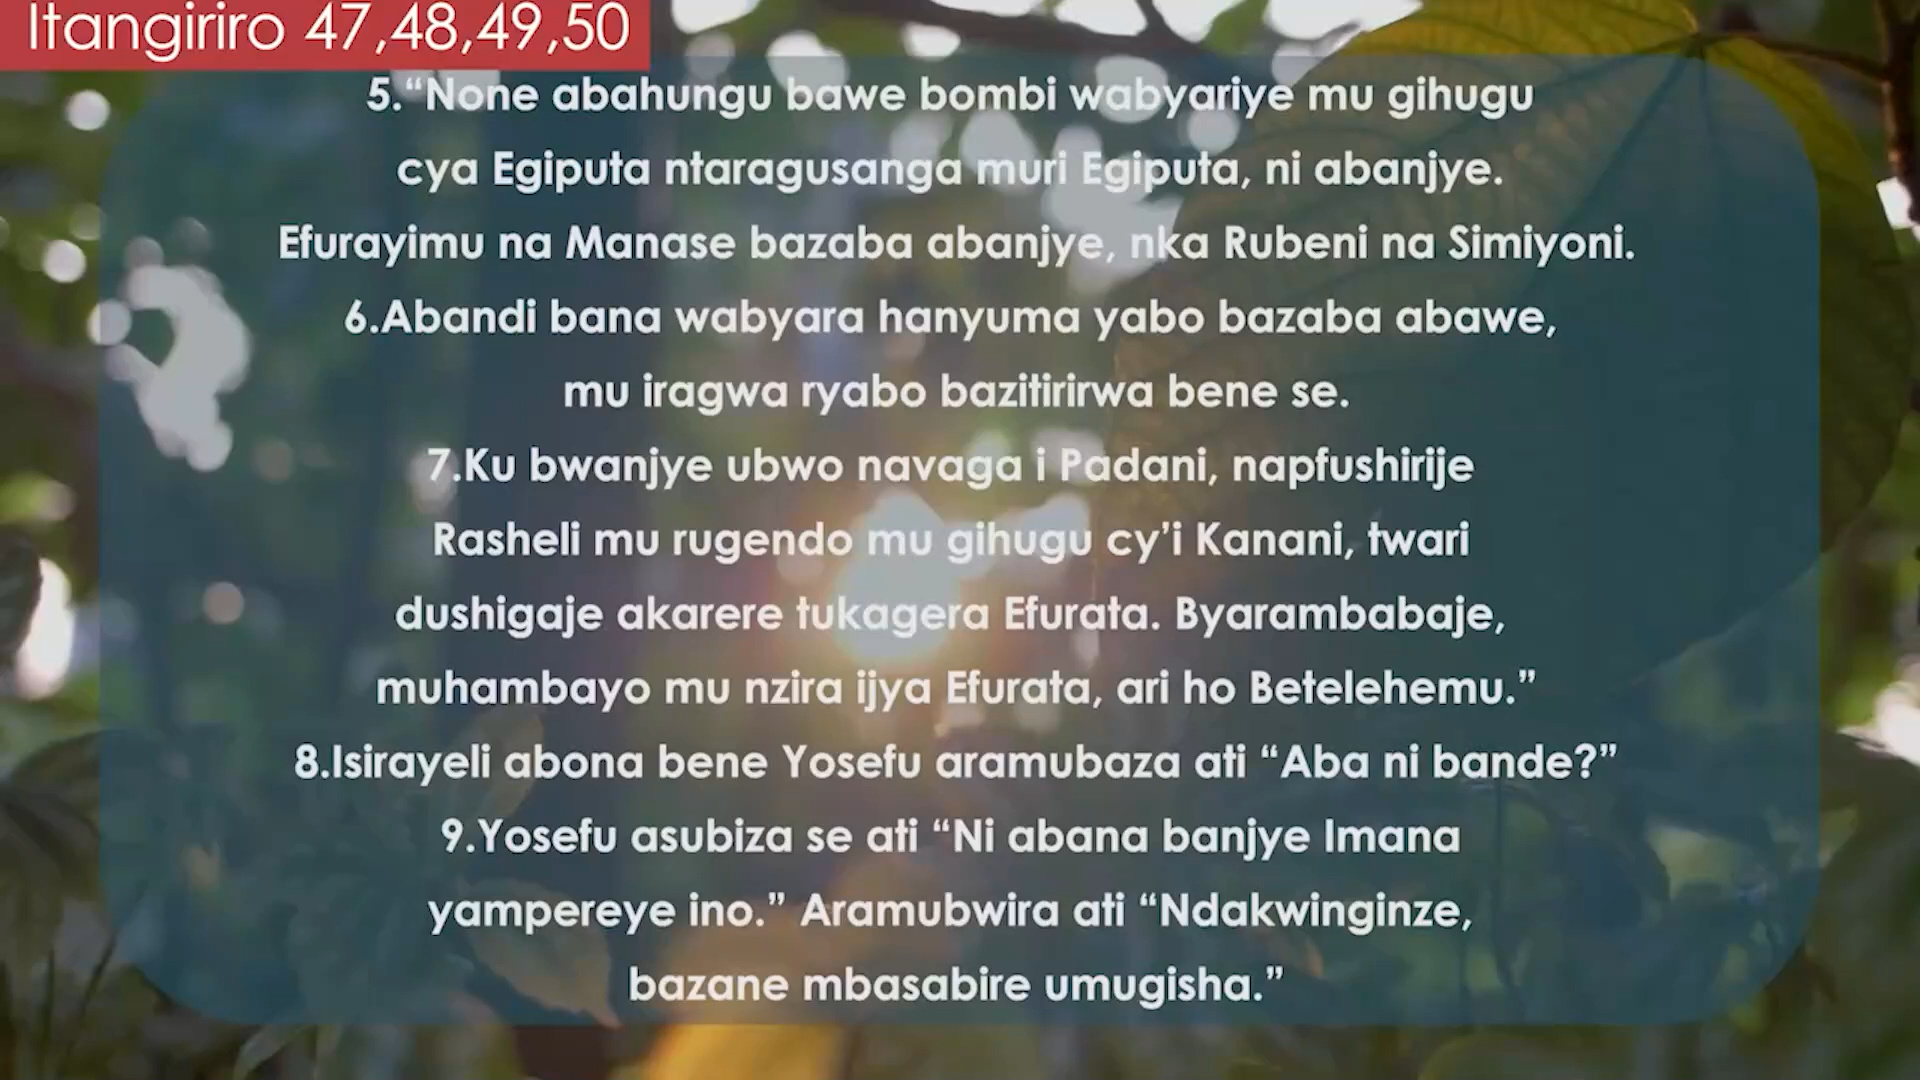 Itangiriro 47,48,49,50
5.“None abahungu bawe bombi wabyariye mu gihugu
cya Egiputa ntaragusanga muri Egiputa, ni abanjye.
Efurayimu na Manase bazaba abanjye, nka Rubeni na Simiyoni.
6.Abandi bana wabyara hanyuma yabo bazaba abawe,
mu iragwa ryabo bazitirirwa bene se.
7.Ku bwanjye ubwo navaga i Padani, napfushirije
Rasheli mu rugendo mu gihugu cy’i Kanani, twari
dushigaje akarere tukagera Efurata. Byarambabaje,
muhambayo mu nzira ijya Efurata, ari ho Betelehemu.”
8.Isirayeli abona bene Yosefu aramubaza ati “Aba ni bande?”
9.Yosefu asubiza se ati “Ni abana banjye Imana
yampereye ino.” Aramubwira ati “Ndakwinginze,
bazane mbasabire umugisha.”